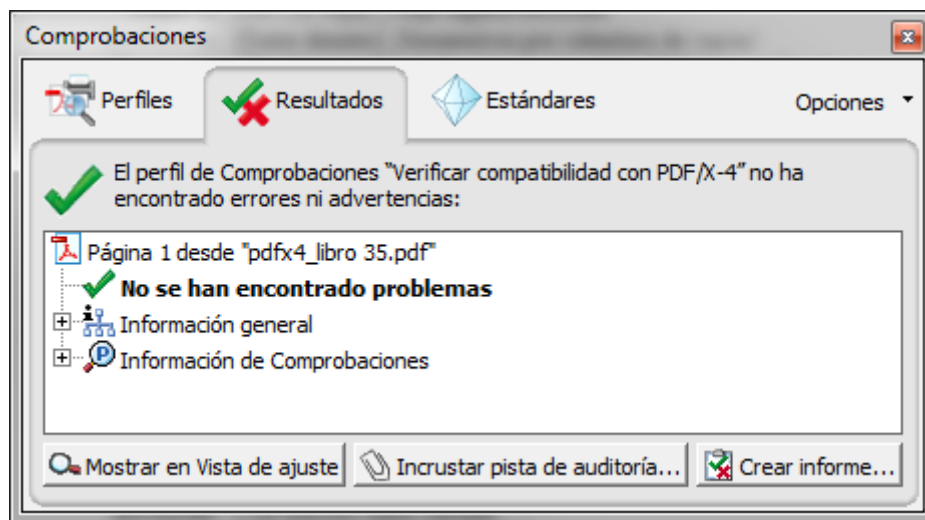 Comprobaciones
Perfiles
Resultados
Estándares
Opciones
El perfil de Comprobaciones "Verificar compatibilidad con PDF/X-4" no ha
encontrado errores ni advertencias:
Página 1 desde "pdfx4_libro 35.pdf"
No se han encontrado problemas
Información general
Información de Comprobaciones
Mostrar en Vista de ajuste
Incrustar pista de auditoría...
Crear informe...